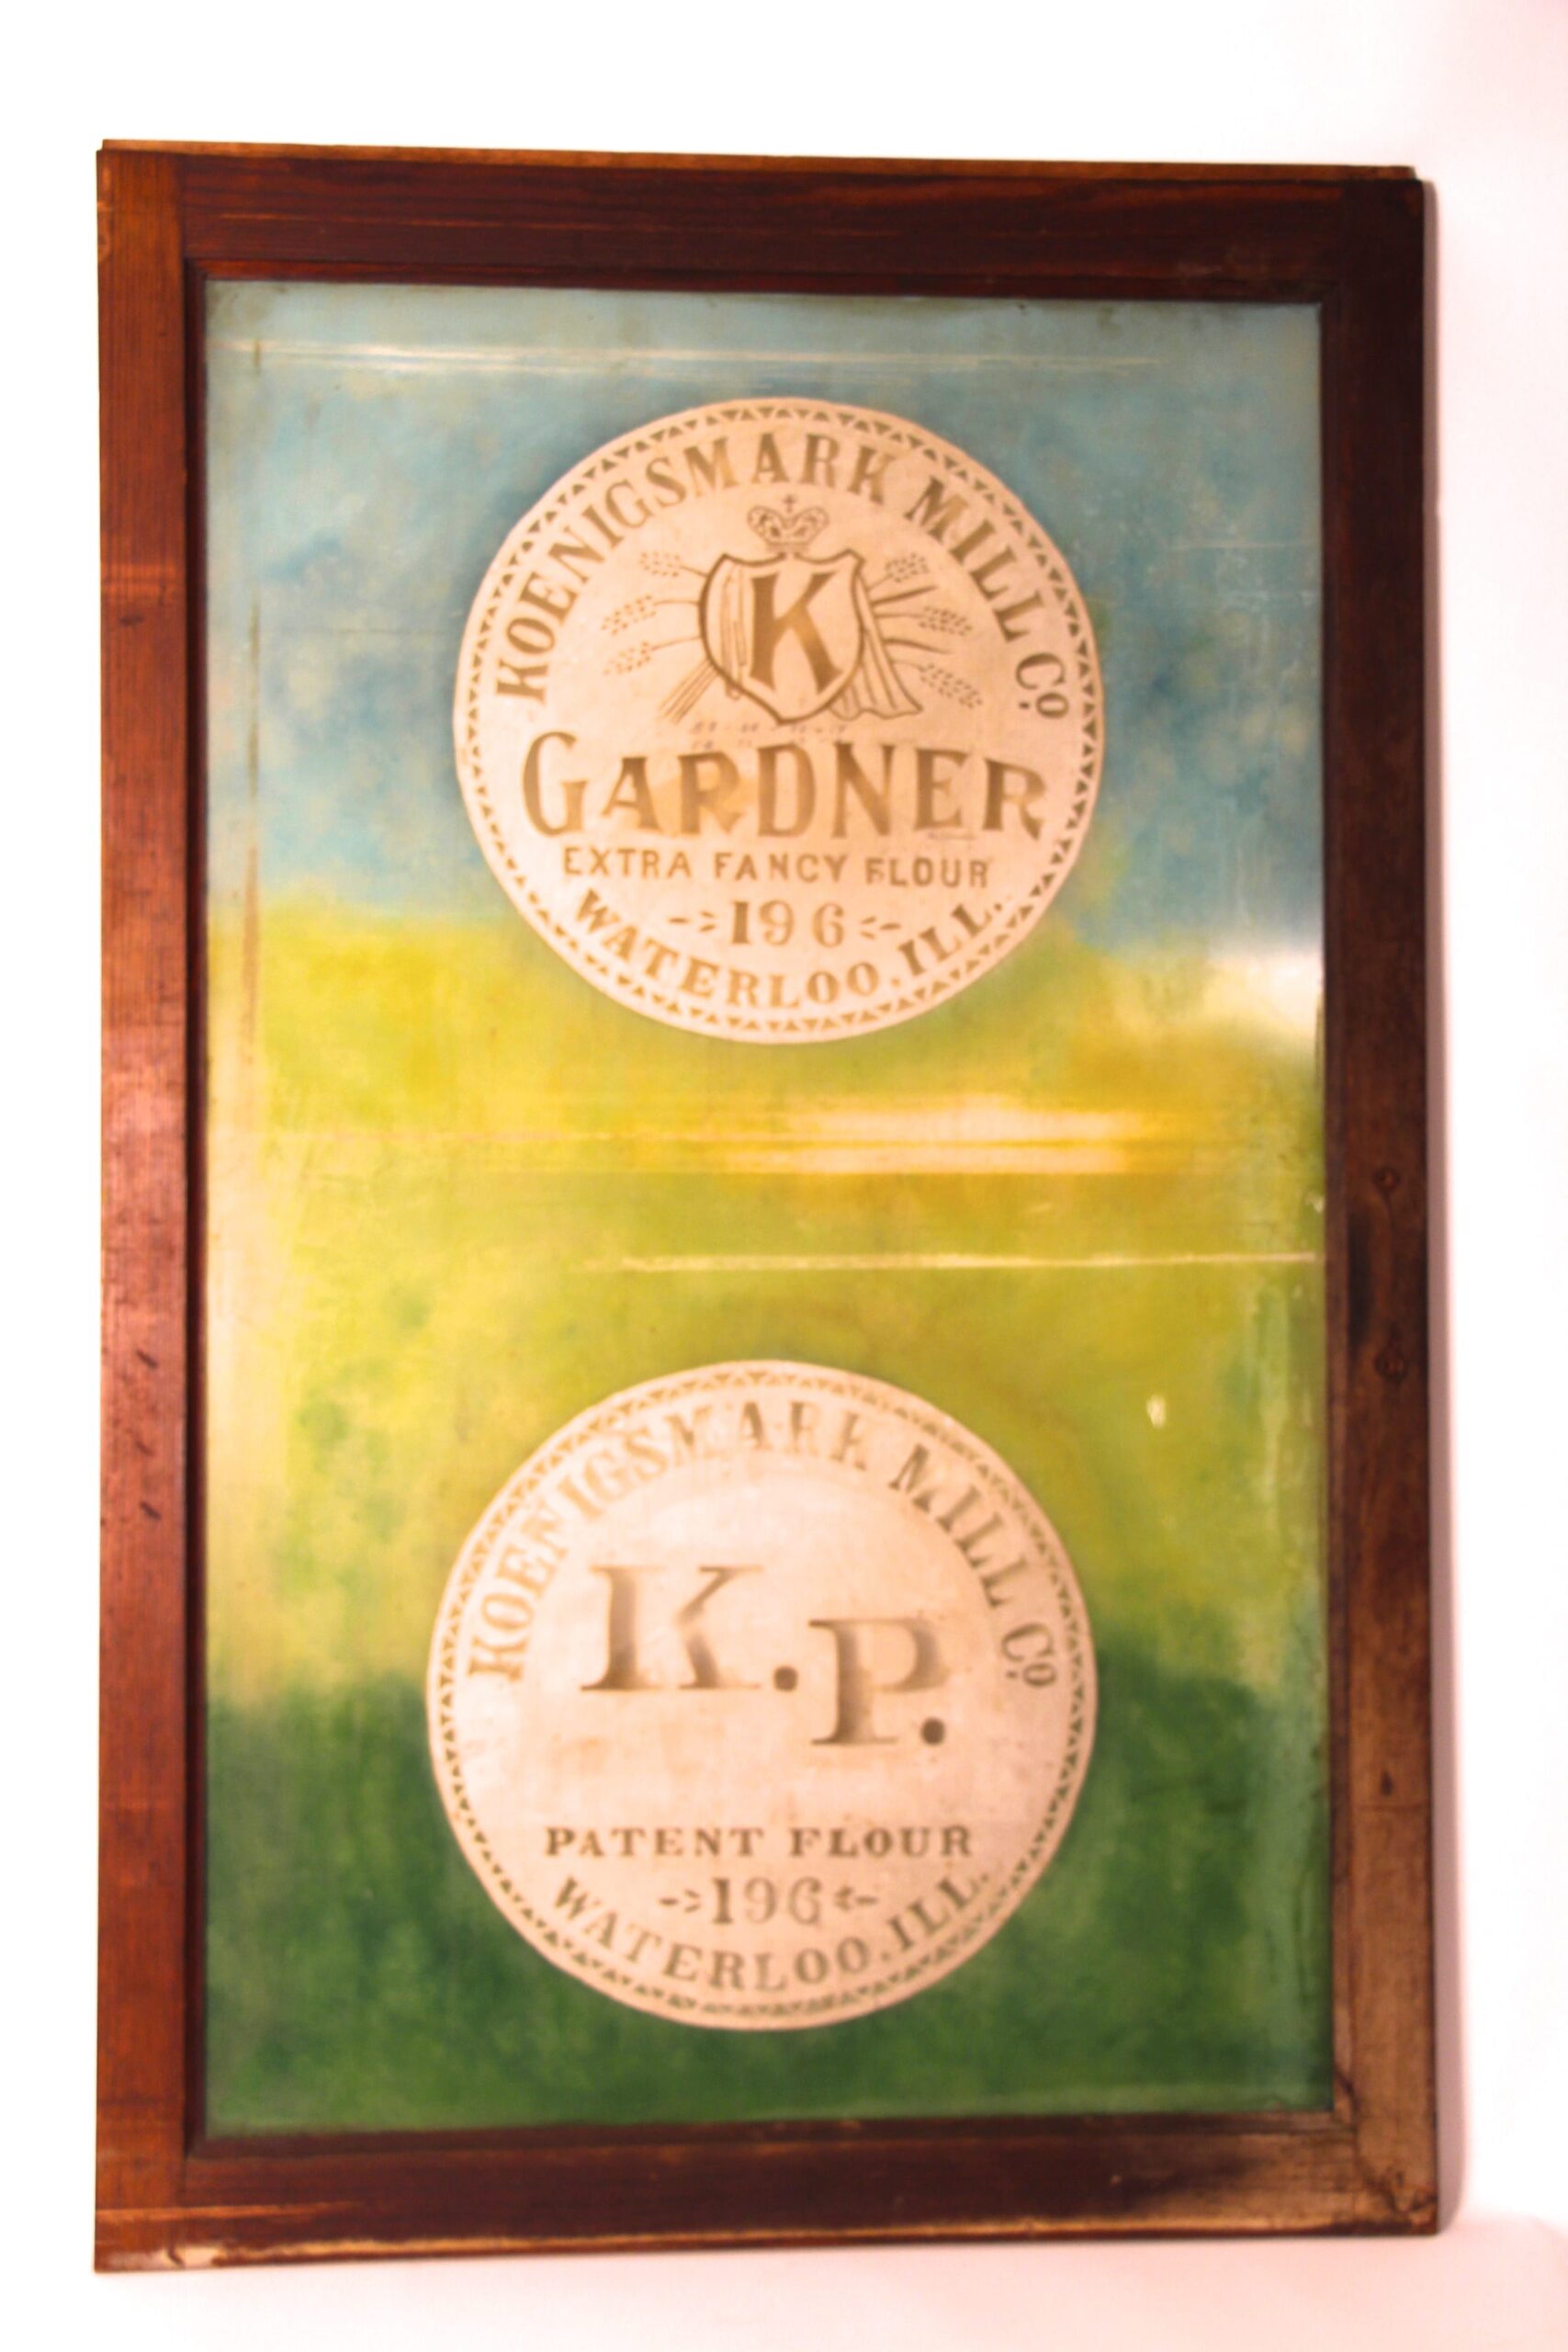 KOENIGSMARK MILL Co
K
GARDNER
EXTRA FANCY FLOUR
196
WATERLOO. ILL.
KOENIGSMARK MILL Co
K.P.
PATENT FLOUR
196
WATERLOO. ILL.